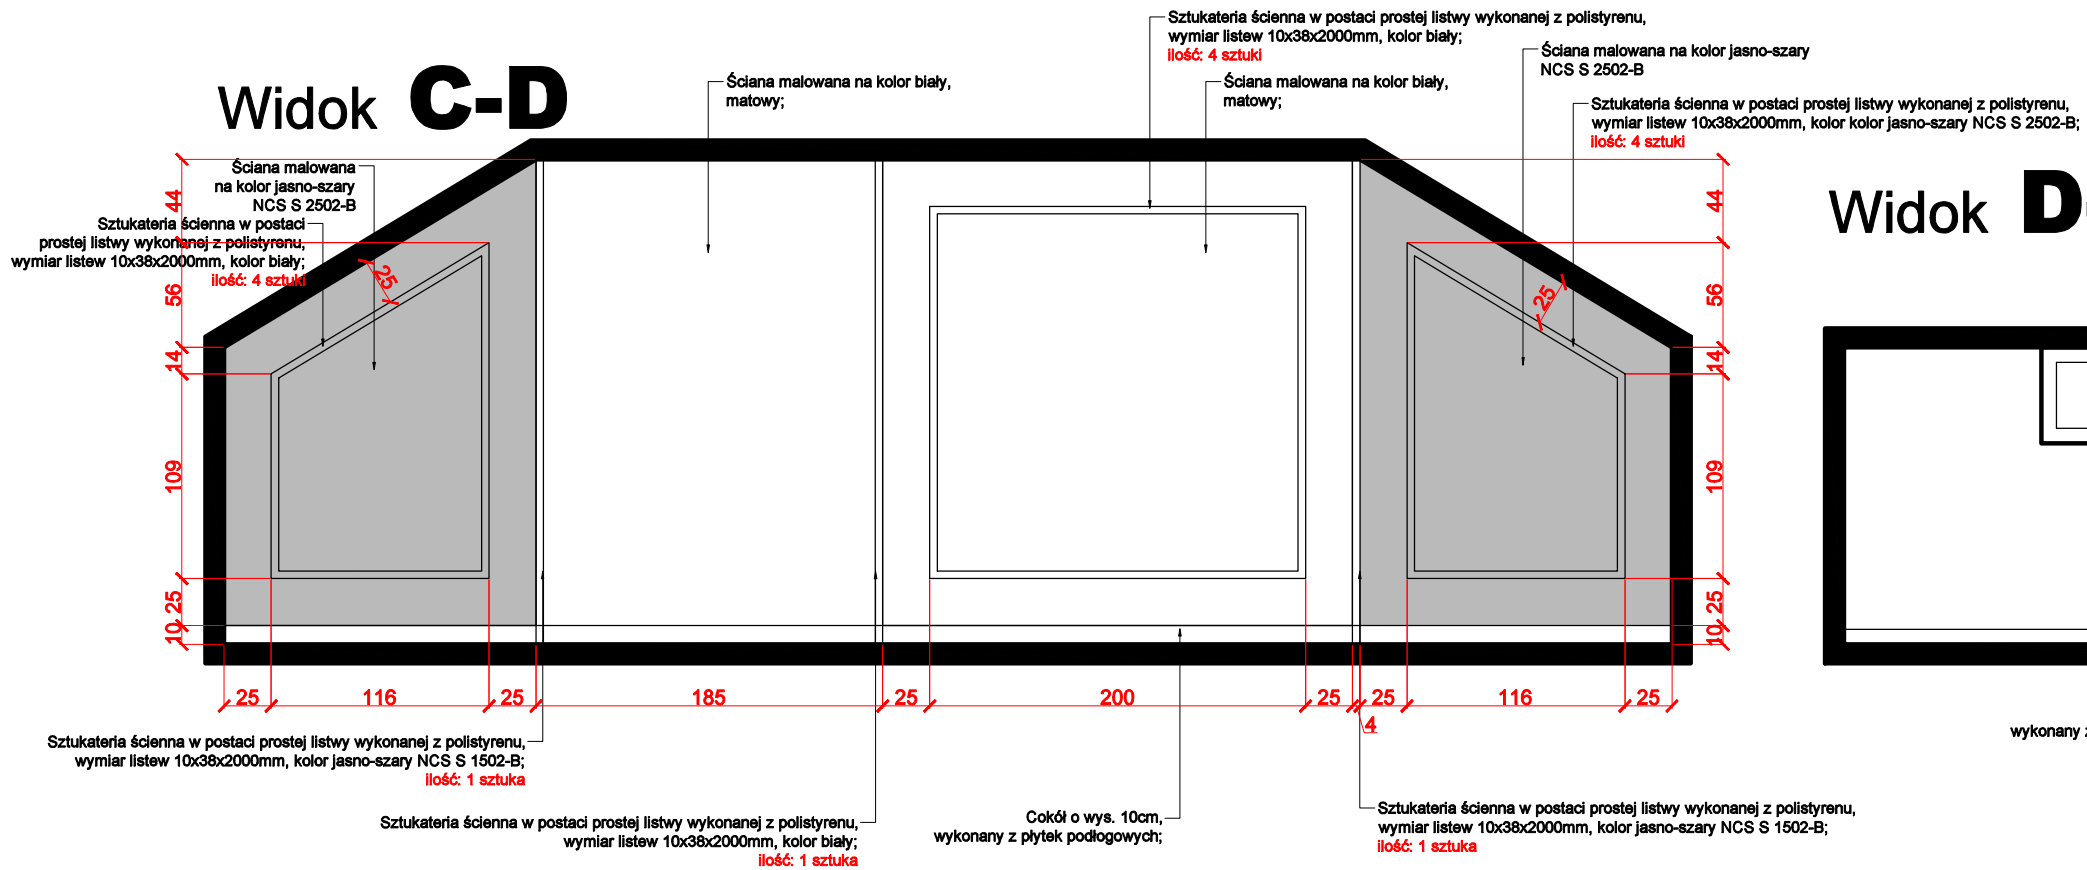 Widok C-D
Sztukateria ścienna w postaci prostej listwy wykonanej z polistyrenu,
wymiar listew 10x38x2000mm, kolor biały;
ilość: 4 sztuki
Ściana malowana na kolor biały,
matowy;
Ściana malowana na kolor biały,
matowy;
Ściana malowana na kolor jasno-szary
NCS S 2502-B
Sztukateria ścienna w postaci prostej listwy wykonanej z polistyrenu,
wymiar listew 10x38x2000mm, kolor kolor jasno-szary NCS S 2502-B;
ilość: 4 sztuki
Ściana malowana
na kolor jasno-szary
NCS S 2502-B
Sztukateria ścienna w postaci
prostej listwy wykonanej z polistyrenu,
wymiar listew 10x38x2000mm, kolor biały;
ilość: 4 sztuki
44
56
14
109
25
10
25
25
44
56
14
109
25
10
Widok D
25
116
25
185
25
200
25
4
25
116
25
Sztukateria ścienna w postaci prostej listwy wykonanej z polistyrenu,
wymiar listew 10x38x2000mm, kolor jasno-szary NCS S 1502-B;
ilość: 1 sztuka
Sztukateria ścienna w postaci prostej listwy wykonanej z polistyrenu,
wymiar listew 10x38x2000mm, kolor biały;
ilość: 1 sztuka
Cokół o wys. 10cm,
wykonany z płytek podłogowych;
Sztukateria ścienna w postaci prostej listwy wykonanej z polistyrenu,
wymiar listew 10x38x2000mm, kolor jasno-szary NCS S 1502-B;
ilość: 1 sztuka
wykonany